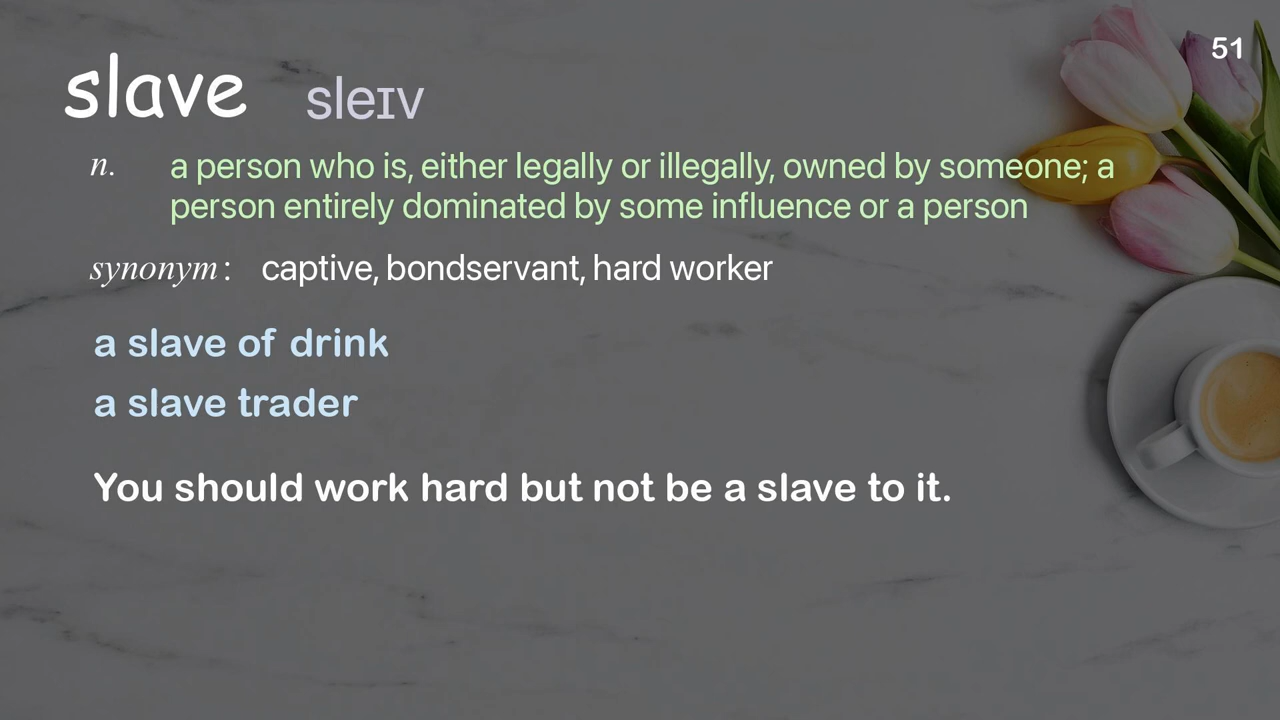 51
slave sleɪv
n. a person who is, either legally or illegally, owned by someone; a
person entirely dominated by some influence or a person
synonym: captive, bondservant, hard worker
a slave of drink
a slave trader
You should work hard but not be a slave to it.